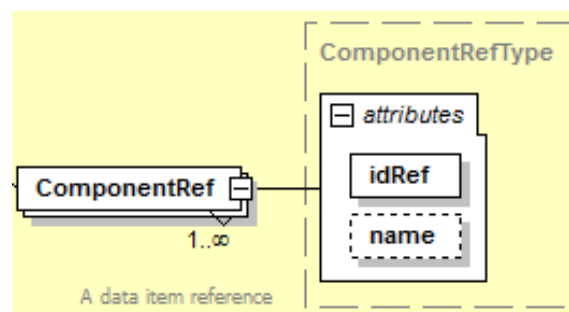 ComponentRefType
attributes
ComponentRef
idRef
name
1..∞
A data item reference